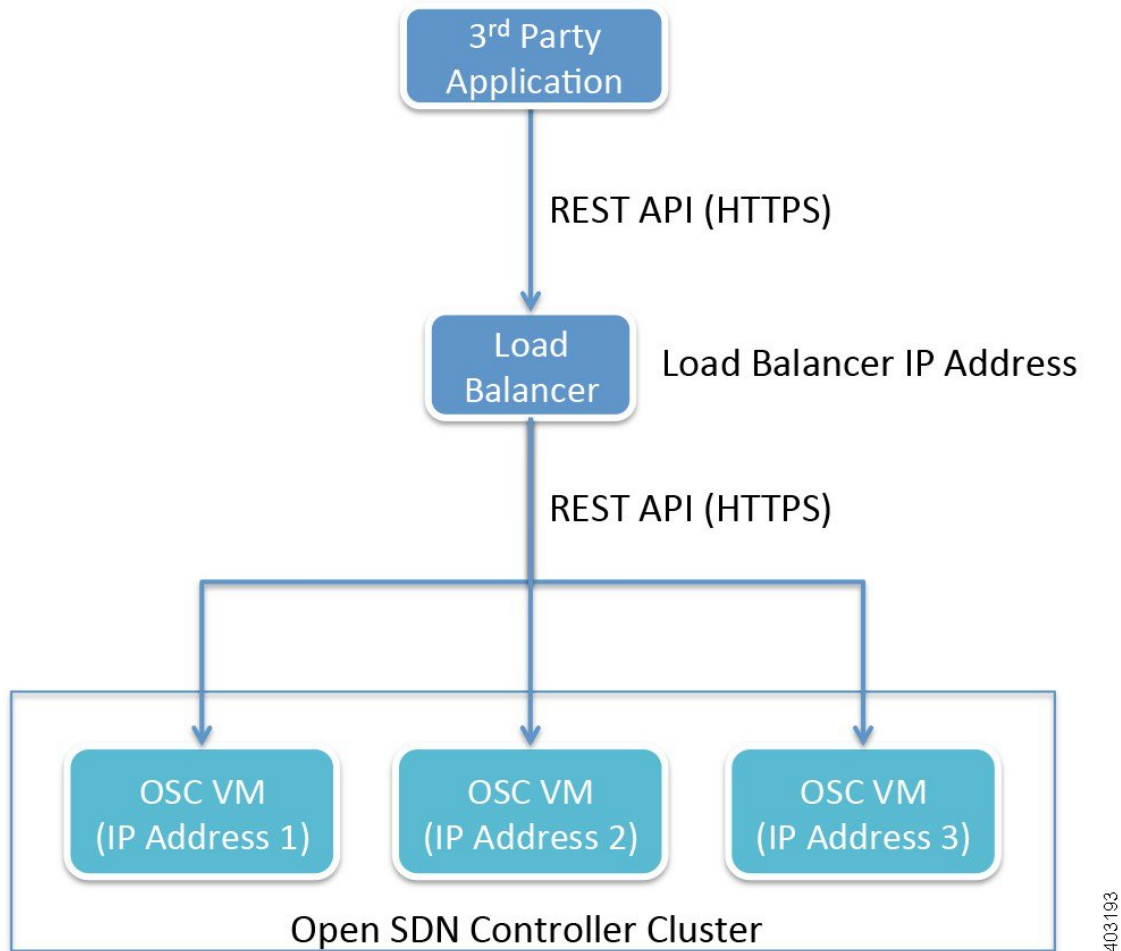 3rd Party
Application
REST API (HTTPS)
Load
Balancer
Load Balancer IP Address
REST API (HTTPS)
OSC VM
(IP Address 1)
OSC VM
(IP Address 2)
OSC VM
(IP Address 3)
Open SDN Controller Cluster
403193